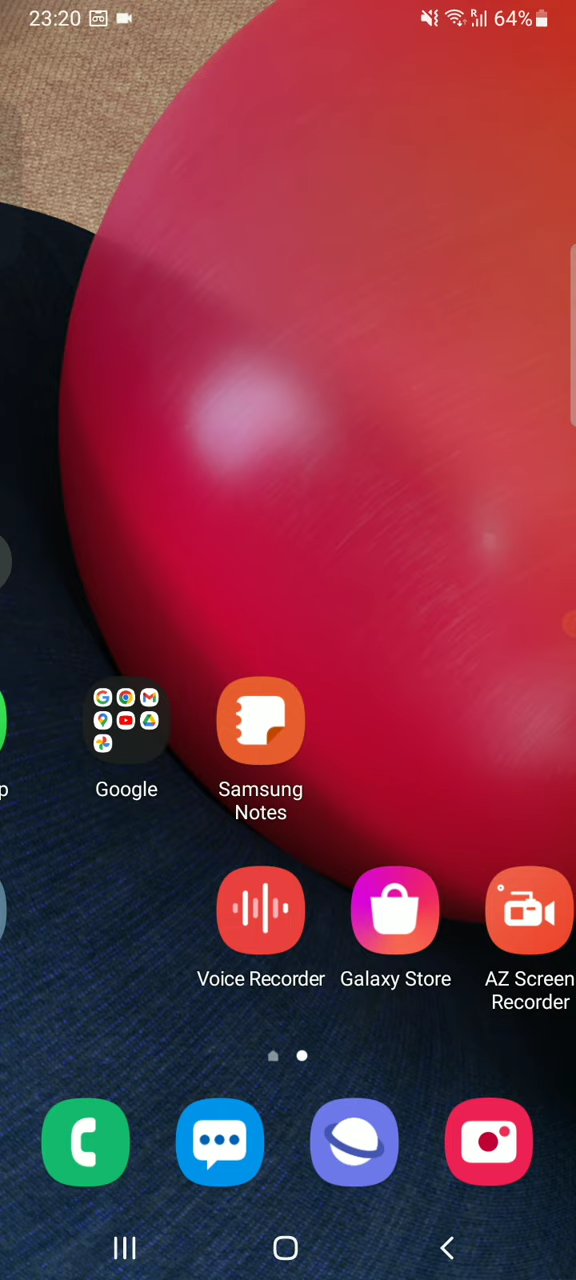 23:20
R
64%
p
Google
Samsung
Notes
Voice Recorder
Galaxy Store
AZ Screen
Recorder